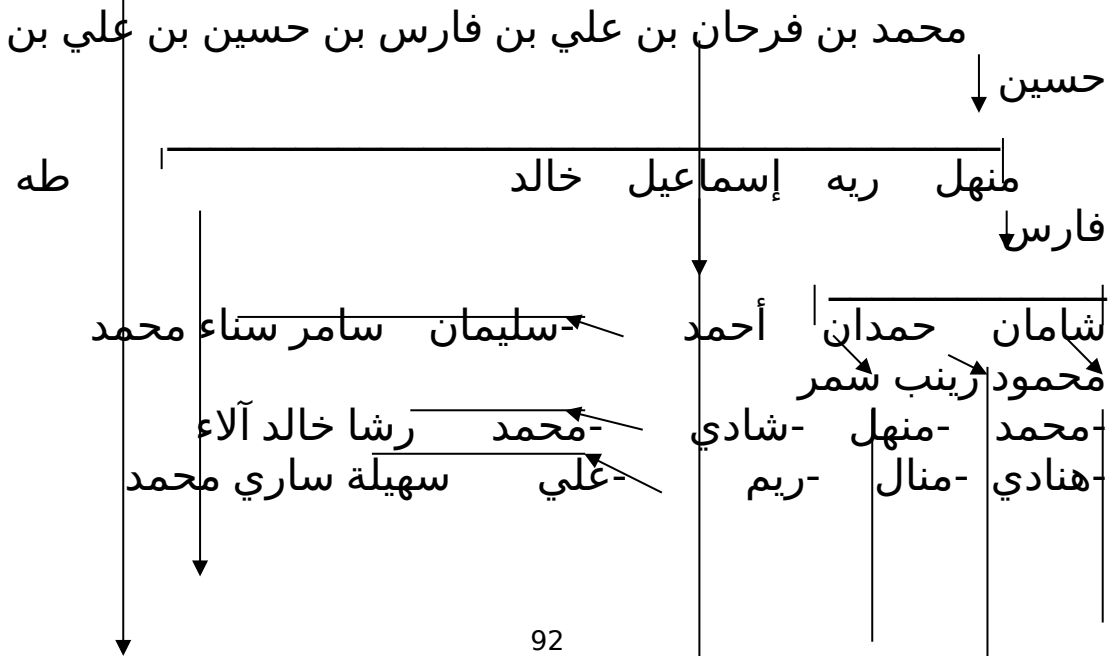 محمد بن فرحان بن علي بن فارس بن حسين بن علي بن
حسين
منهل ريه إسماعيل خالد طه
فارس
شامان حمدان أحمد -سليمان سامر سناء محمد
محمود زينب سمر
-محمد -منهل -شادي -محمد رشا خالد آلاء
-هنادي -منال -ريم -علي سهيلة ساري محمد
92